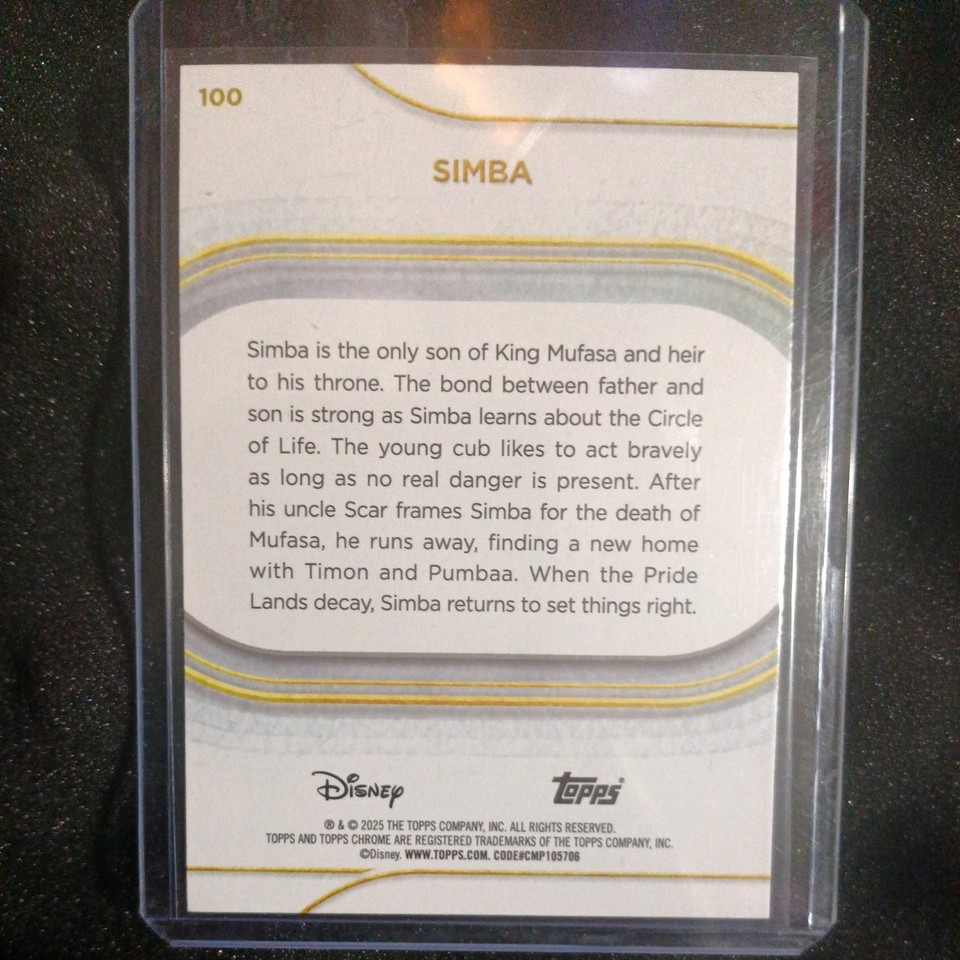 100
SIMBA
Simba is the only son of King Mufasa and heir
to his throne. The bond between father and
son is strong as Simba learns about the Circle
of Life. The young cub likes to act bravely
as long as no real danger is present. After
his uncle Scar frames Simba for the death of
Mufasa, he runs away, finding a new home
with Timon and Pumbaa. When the Pride
Lands decay, Simba returns to set things right.
Disney
Topps
® & © 2025 THE TOPPS COMPANY, INC. ALL RIGHTS RESERVED.
TOPPS AND TOPPS CHROME ARE REGISTERED TRADEMARKS OF THE TOPPS COMPANY, INC.
©Disney. WWW.TOPPS.COM. CODE#CMP105706